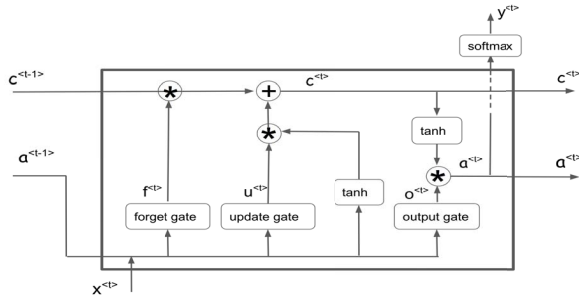 y<t>
softmax
c<t-1>
c<t>
c<t>
*
+
*
tanh
a<t-1>
a<t>
a<t>
*
f<t>
u<t>
tanh
o<t>
forget gate
update gate
output gate
x<t>